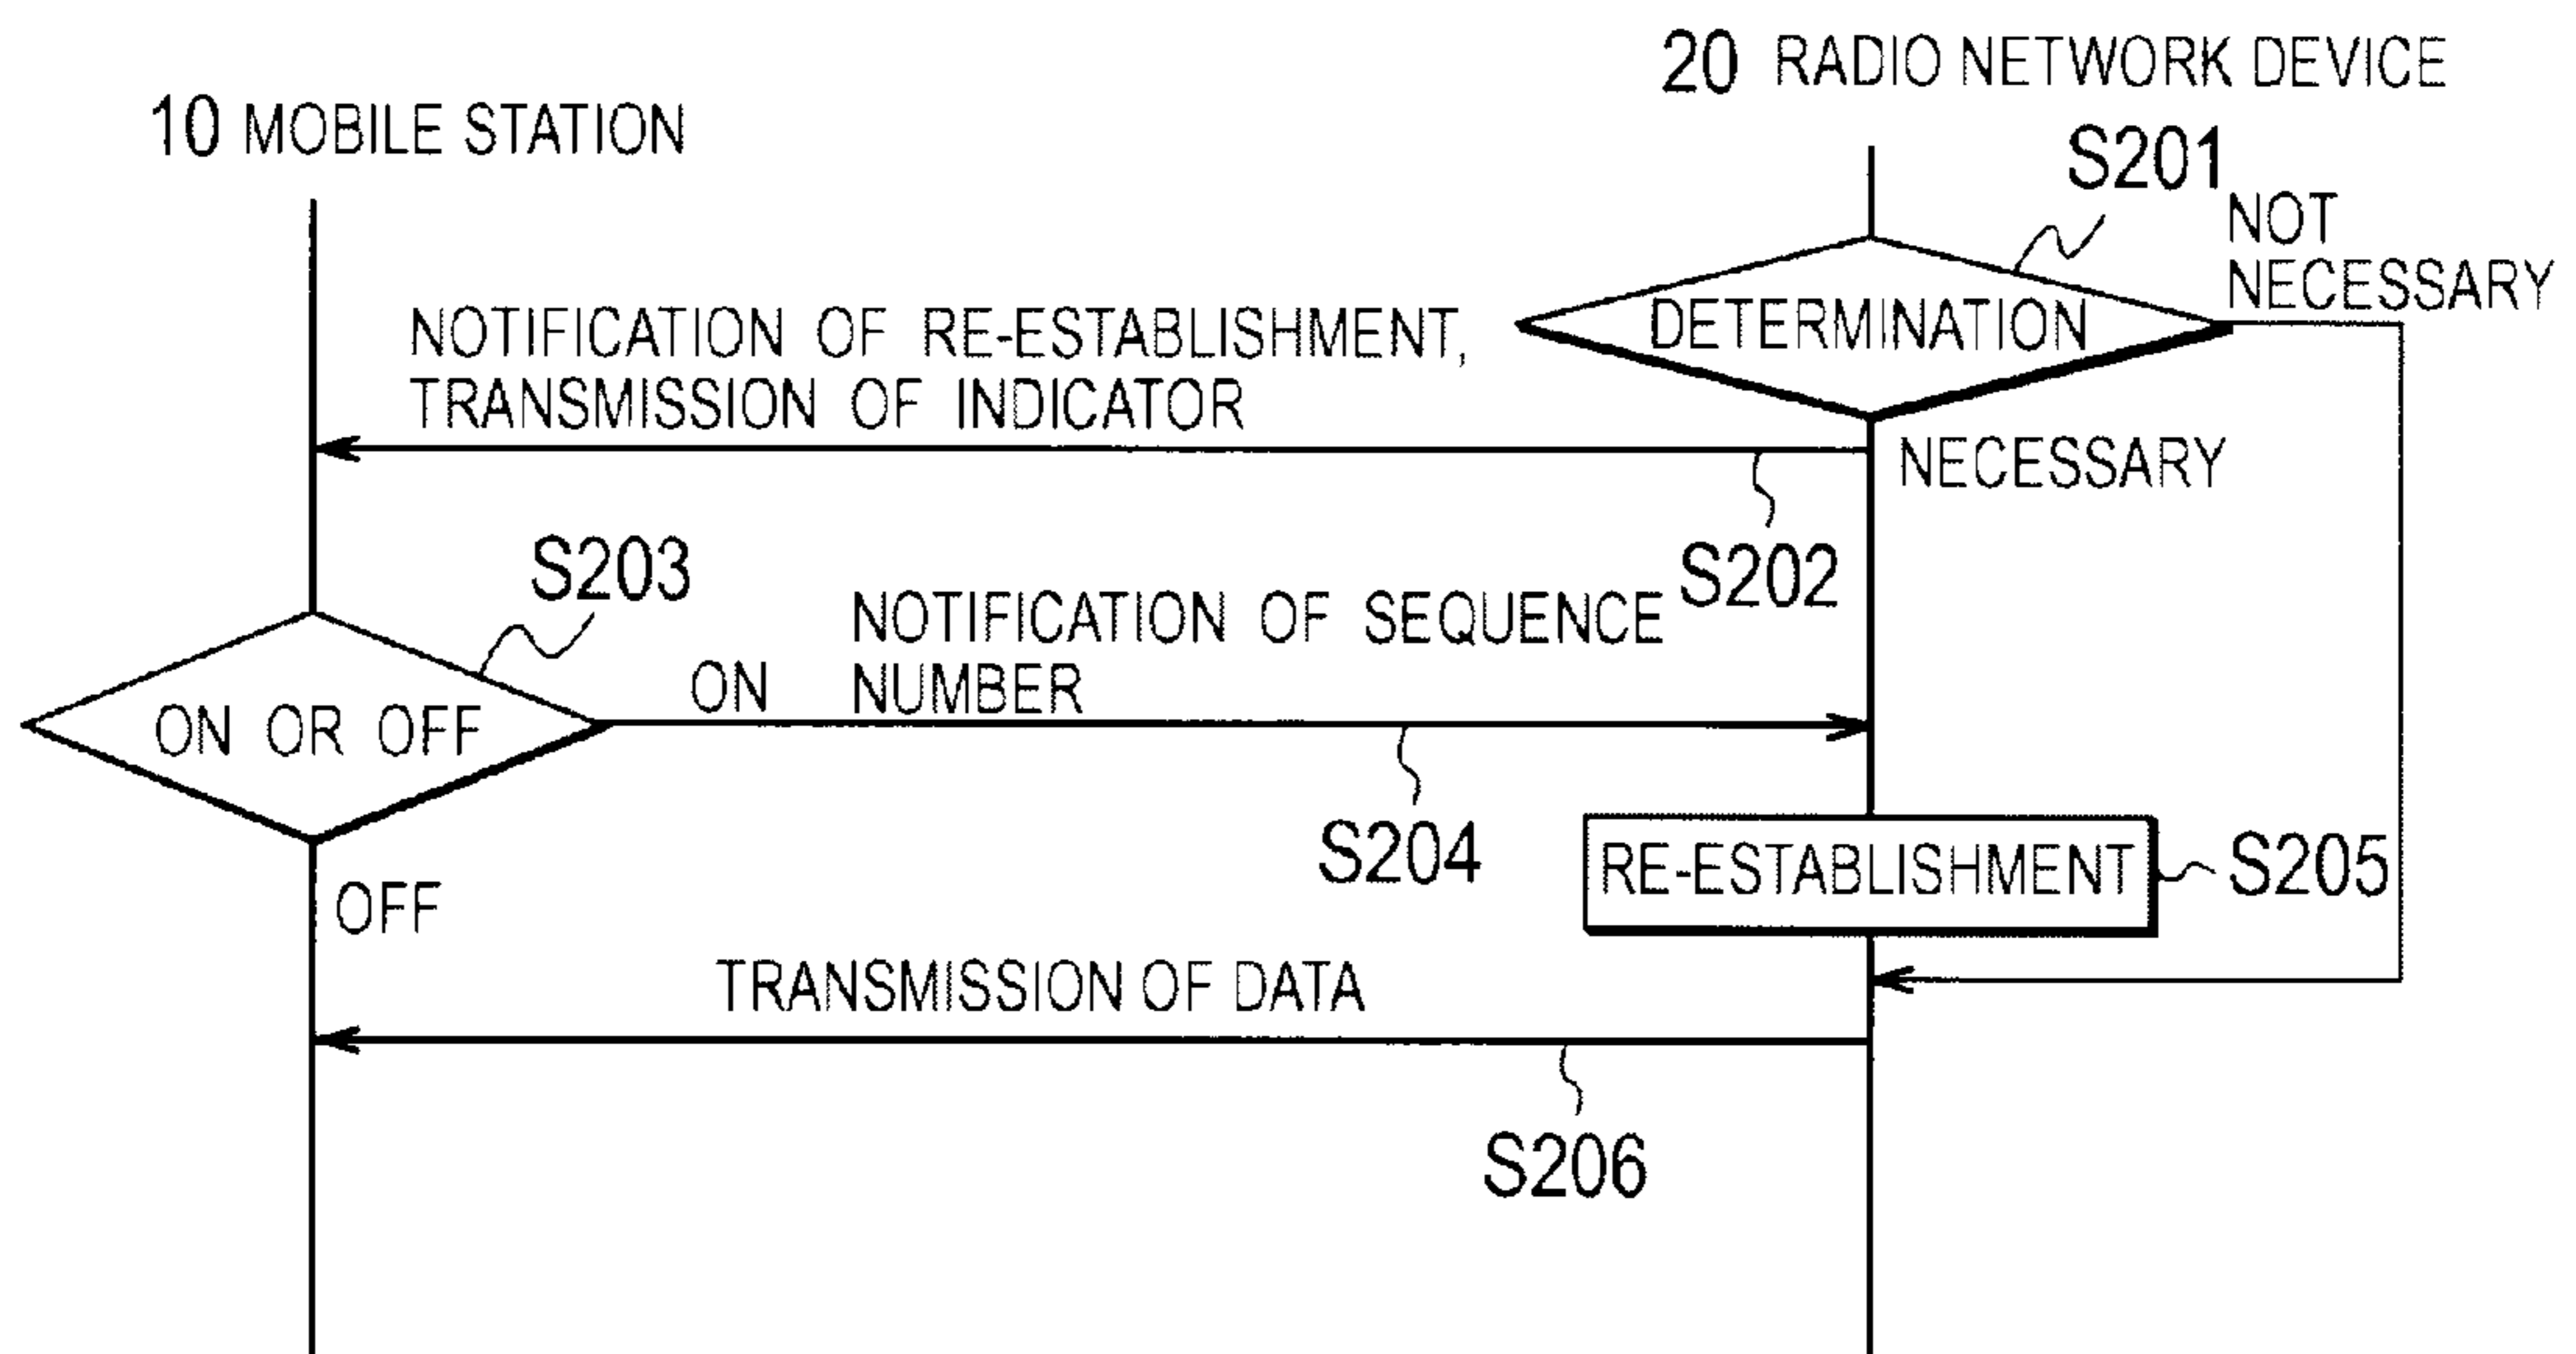 20 RADIO NETWORK DEVICE
10 MOBILE STATION
S201
NOT
NECESSARY
DETERMINATION
NOTIFICATION OF RE-ESTABLISHMENT,
TRANSMISSION OF INDICATOR
NECESSARY
S202
S203
NOTIFICATION OF SEQUENCE
ON NUMBER
ON OR OFF
S204
RE-ESTABLISHMENT
S205
OFF
TRANSMISSION OF DATA
S206